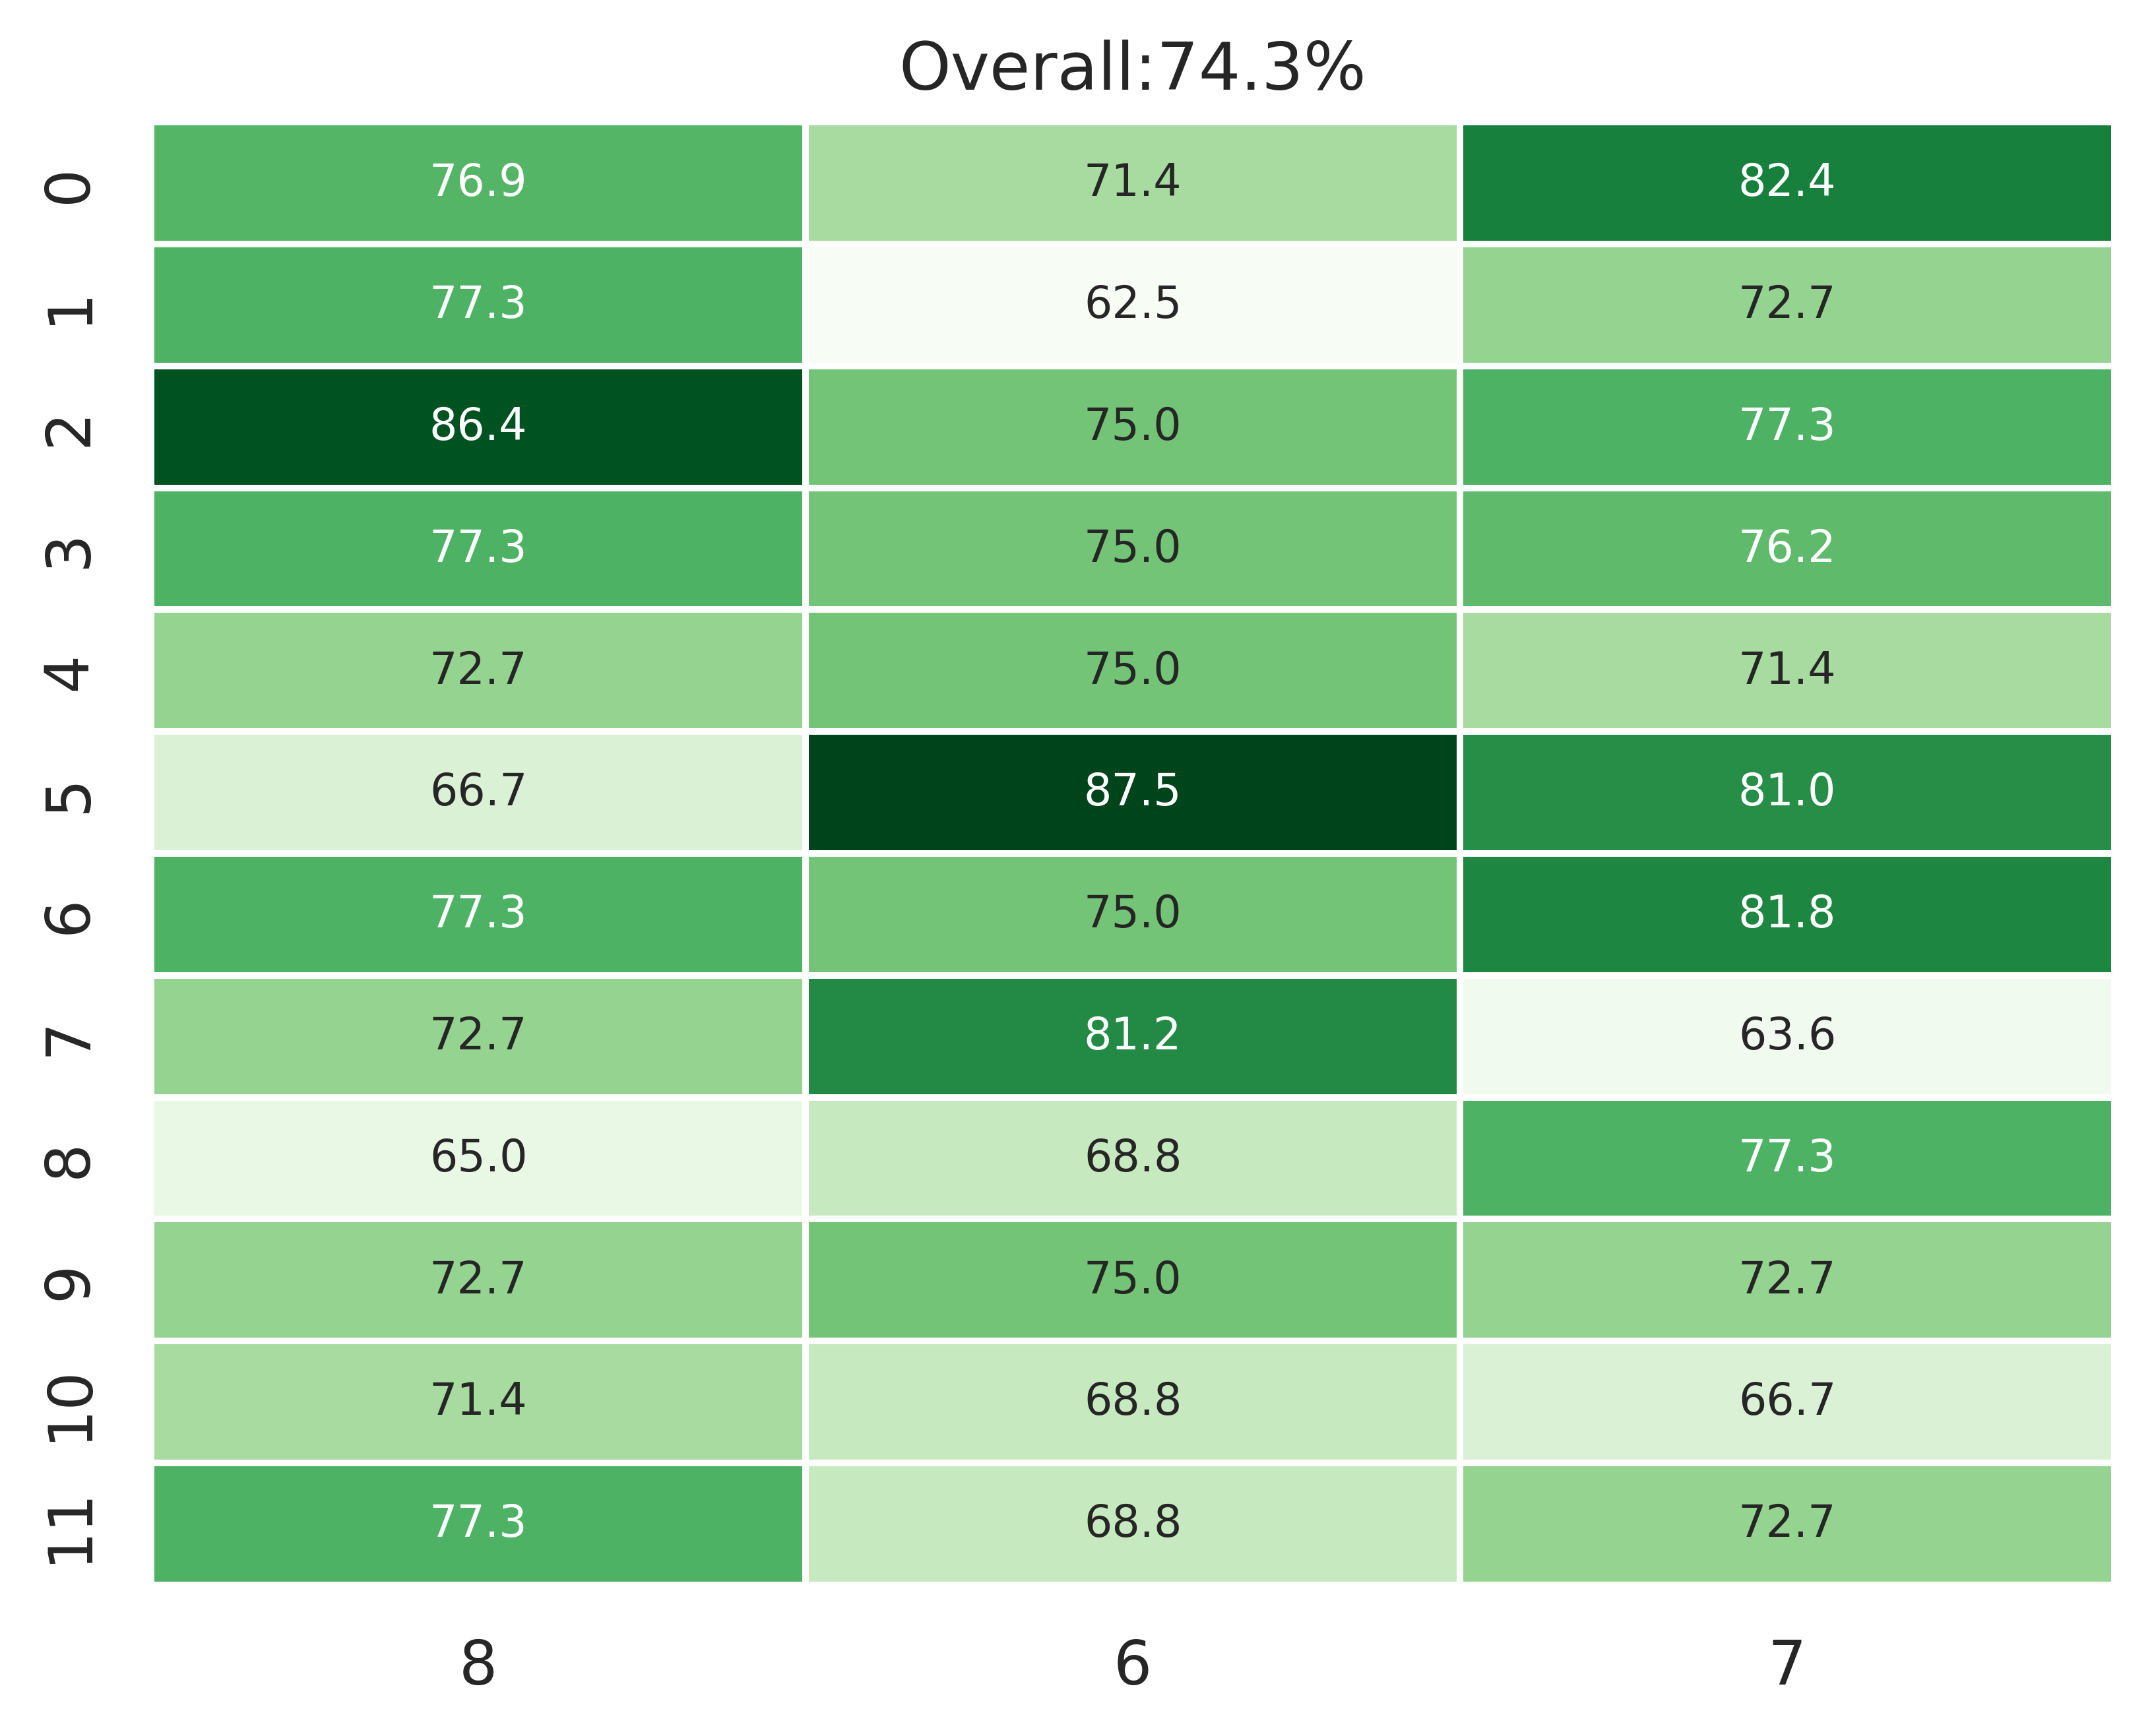 Overall:74.3%
0 76.9 71.4 82.4
1 77.3 62.5 72.7
2 86.4 75.0 77.3
3 77.3 75.0 76.2
4 72.7 75.0 71.4
5 66.7 87.5 81.0
6 77.3 75.0 81.8
7 72.7 81.2 63.6
8 65.0 68.8 77.3
9 72.7 75.0 72.7
10 71.4 68.8 66.7
11 77.3 68.8 72.7
8 6 7